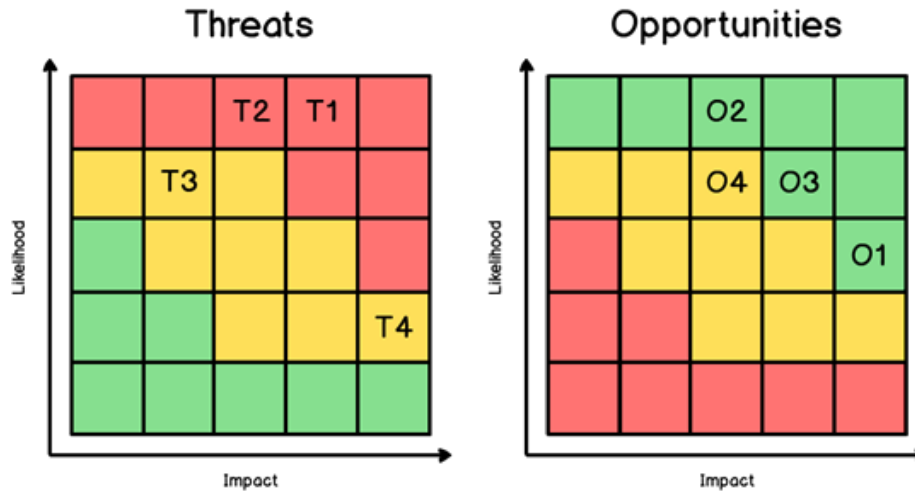 Threats
Opportunities
T2
T1
O2
T3
O4
O3
O1
T4
Likelihood
Likelihood
Impact
Impact